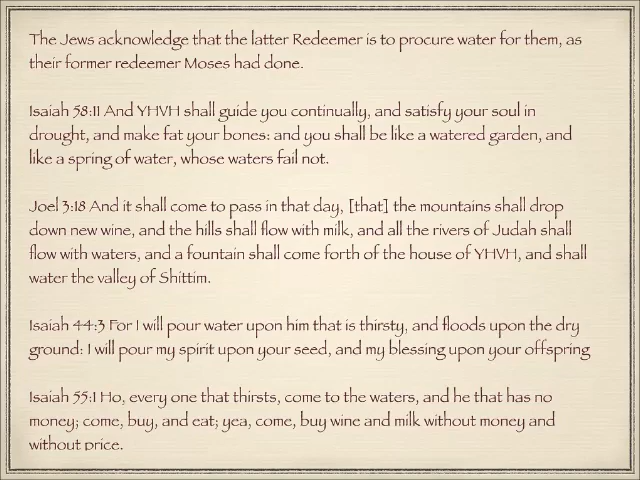 The Jews acknowledge that the latter Redeemer is to procure water for them, as
their former redeemer Moses had done.
Isaiah 58:11 And YHVH shall guide you continually, and satisfy your soul in
drought, and make fat your bones: and you shall be like a watered garden, and
like a spring of water, whose waters fail not.
Joel 3:18 And it shall come to pass in that day, [that] the mountains shall drop
down new wine, and the hills shall flow with milk, and all the rivers of Judah shall
flow with waters, and a fountain shall come forth of the house of YHVH, and shall
water the valley of Shittim.
Isaiah 44:3 For I will pour water upon him that is thirsty, and floods upon the dry
ground: I will pour my spirit upon your seed, and my blessing upon your offspring
Isaiah 55:1 Ho, every one that thirsts, come to the waters, and he that has no
money; come, buy, and eat; yea, come, buy wine and milk without money and
without price.